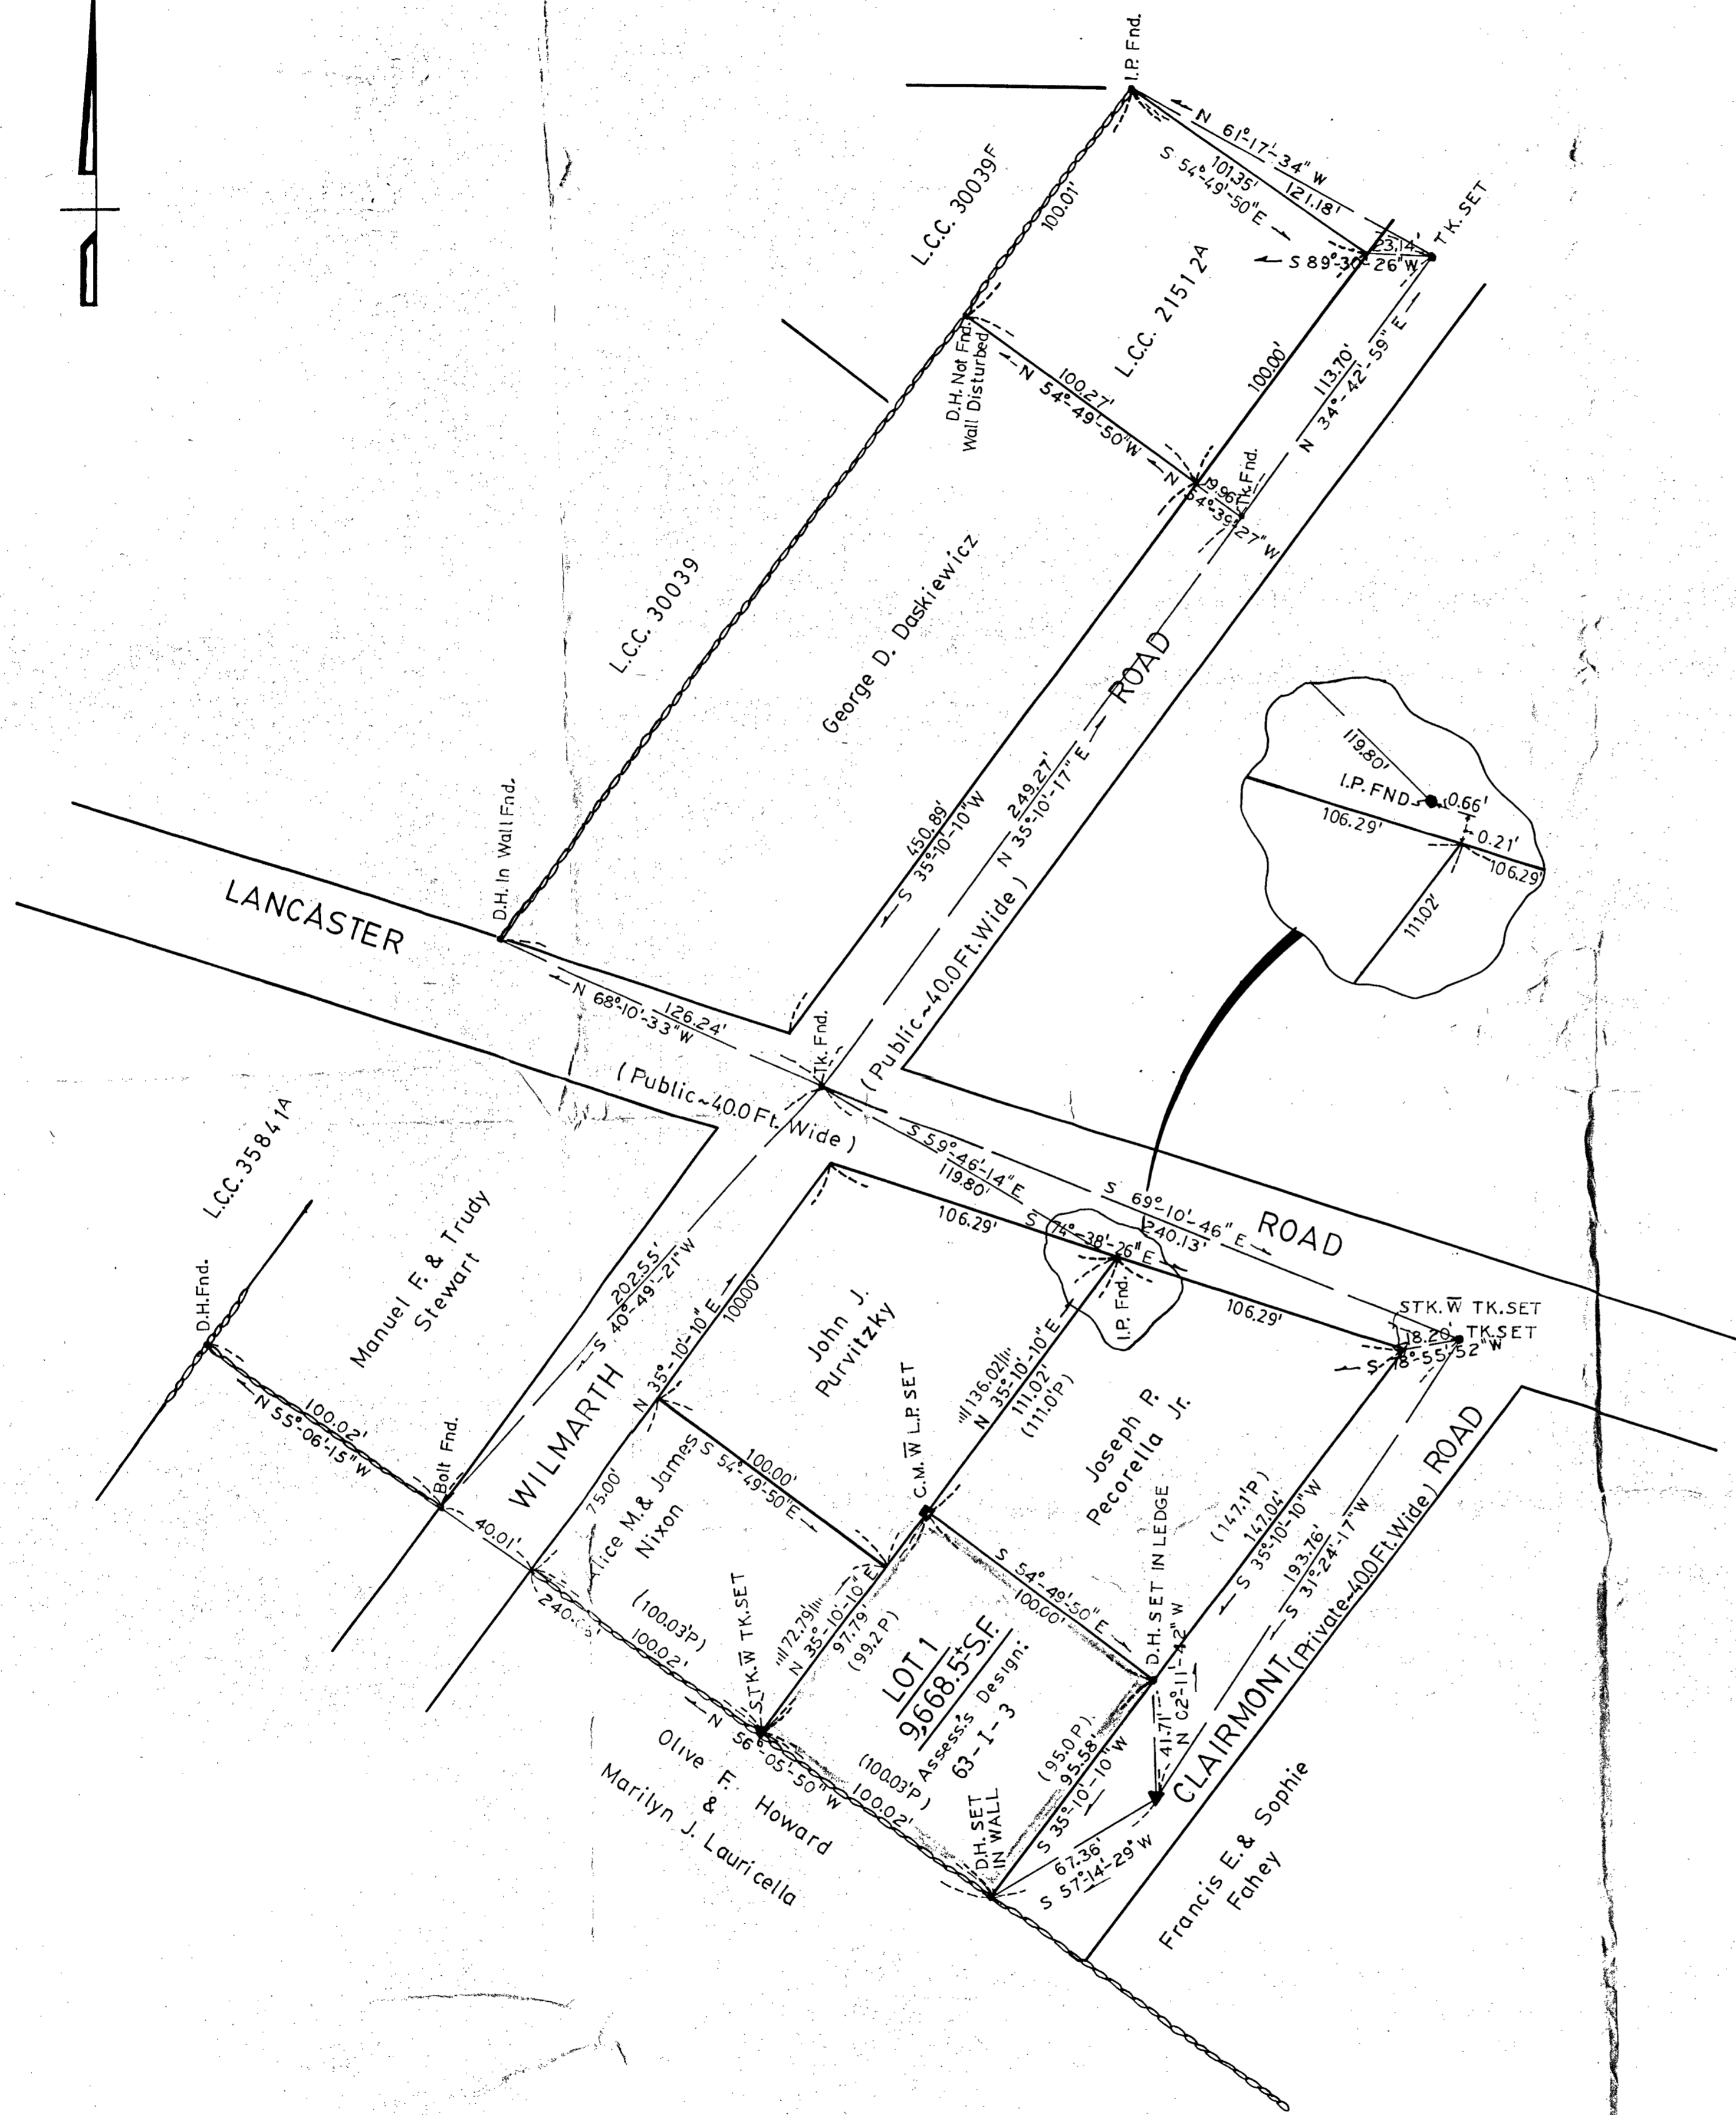 I.P. Fnd.
N 61°-17'-34" W
121.18'
101.35'
S 54°-49'-50" E
TK. SET
23.14'
S 89°-30'-26" W
L.C.C. 30039F
100.01'
L.C.C. 21512A
D.H. Not Fnd.
Wall Disturbed
100.27'
N 54°-49'-50" W
100.00'
113.70'
N 34°-42'-59" E
Tk. Fnd.
N 54°-39'-27" W
L.C.C. 30039
George D. Daskiewicz
ROAD
249.27'
N 35°-10'-17" E
450.89'
S 35°-10'-10" W
(Public~40.0 Ft. Wide)
119.80'
I.P. FND.
0.66'
106.29'
0.21'
106.29'
111.02'
D.H. In Wall Fnd.
LANCASTER
126.24'
N 68°-10'-33" W
Tk. Fnd.
(Public~40.0 Ft. Wide)
S 59°-46'-14" E
119.80'
S 69°-10'-46" E
240.13'
ROAD
106.29'
S 74°-38'-26" E
I.P. Fnd.
106.29'
STK. W TK. SET
18.20'
TK. SET
S 78°-55'-52" W
L.C.C. 35841A
Manuel F. & Trudy
Stewart
D.H. Fnd.
100.02'
N 55°-06'-15" W
Bolt Fnd.
202.55'
S 40°-49'-21" W
WILMARTH
40.01'
N 35°-10'-10" E
100.00'
75.00'
John J.
Purvitzky
136.02
N 35°-10'-10" E
111.02'
(111.0'P)
C.M. W L.P. SET
Joseph P.
Pecorella Jr.
Alice M. & James
Nixon
100.00'
S 54°-49'-50" E
STK. W TK. SET
(100.03'P)
100.02'
172.79'
N 35°-10'-10" E
97.79'
(99.2 P)
S 54°-49'-50" E
100.00'
D.H. SET IN LEDGE
(147.1'P)
147.04'
S 35°-10'-10" W
193.76'
S 31°-24'-17" W
CLAIRMONT
(Private~40.0 Ft. Wide)
ROAD
LOT 1
9,668.5± S.F.
Assess.'s Design:
63-I-3
(95.0 P)
95.58'
S 35°-10'-10" W
41.71'
N 02°-11'-42" W
N 56°-05'-50" W
(100.03'P)
100.02'
D.H. SET
IN WALL
67.36'
S 57°-14'-29" W
Olive F. Howard
&
Marilyn J. Lauricella
Francis E. & Sophie
Fahey